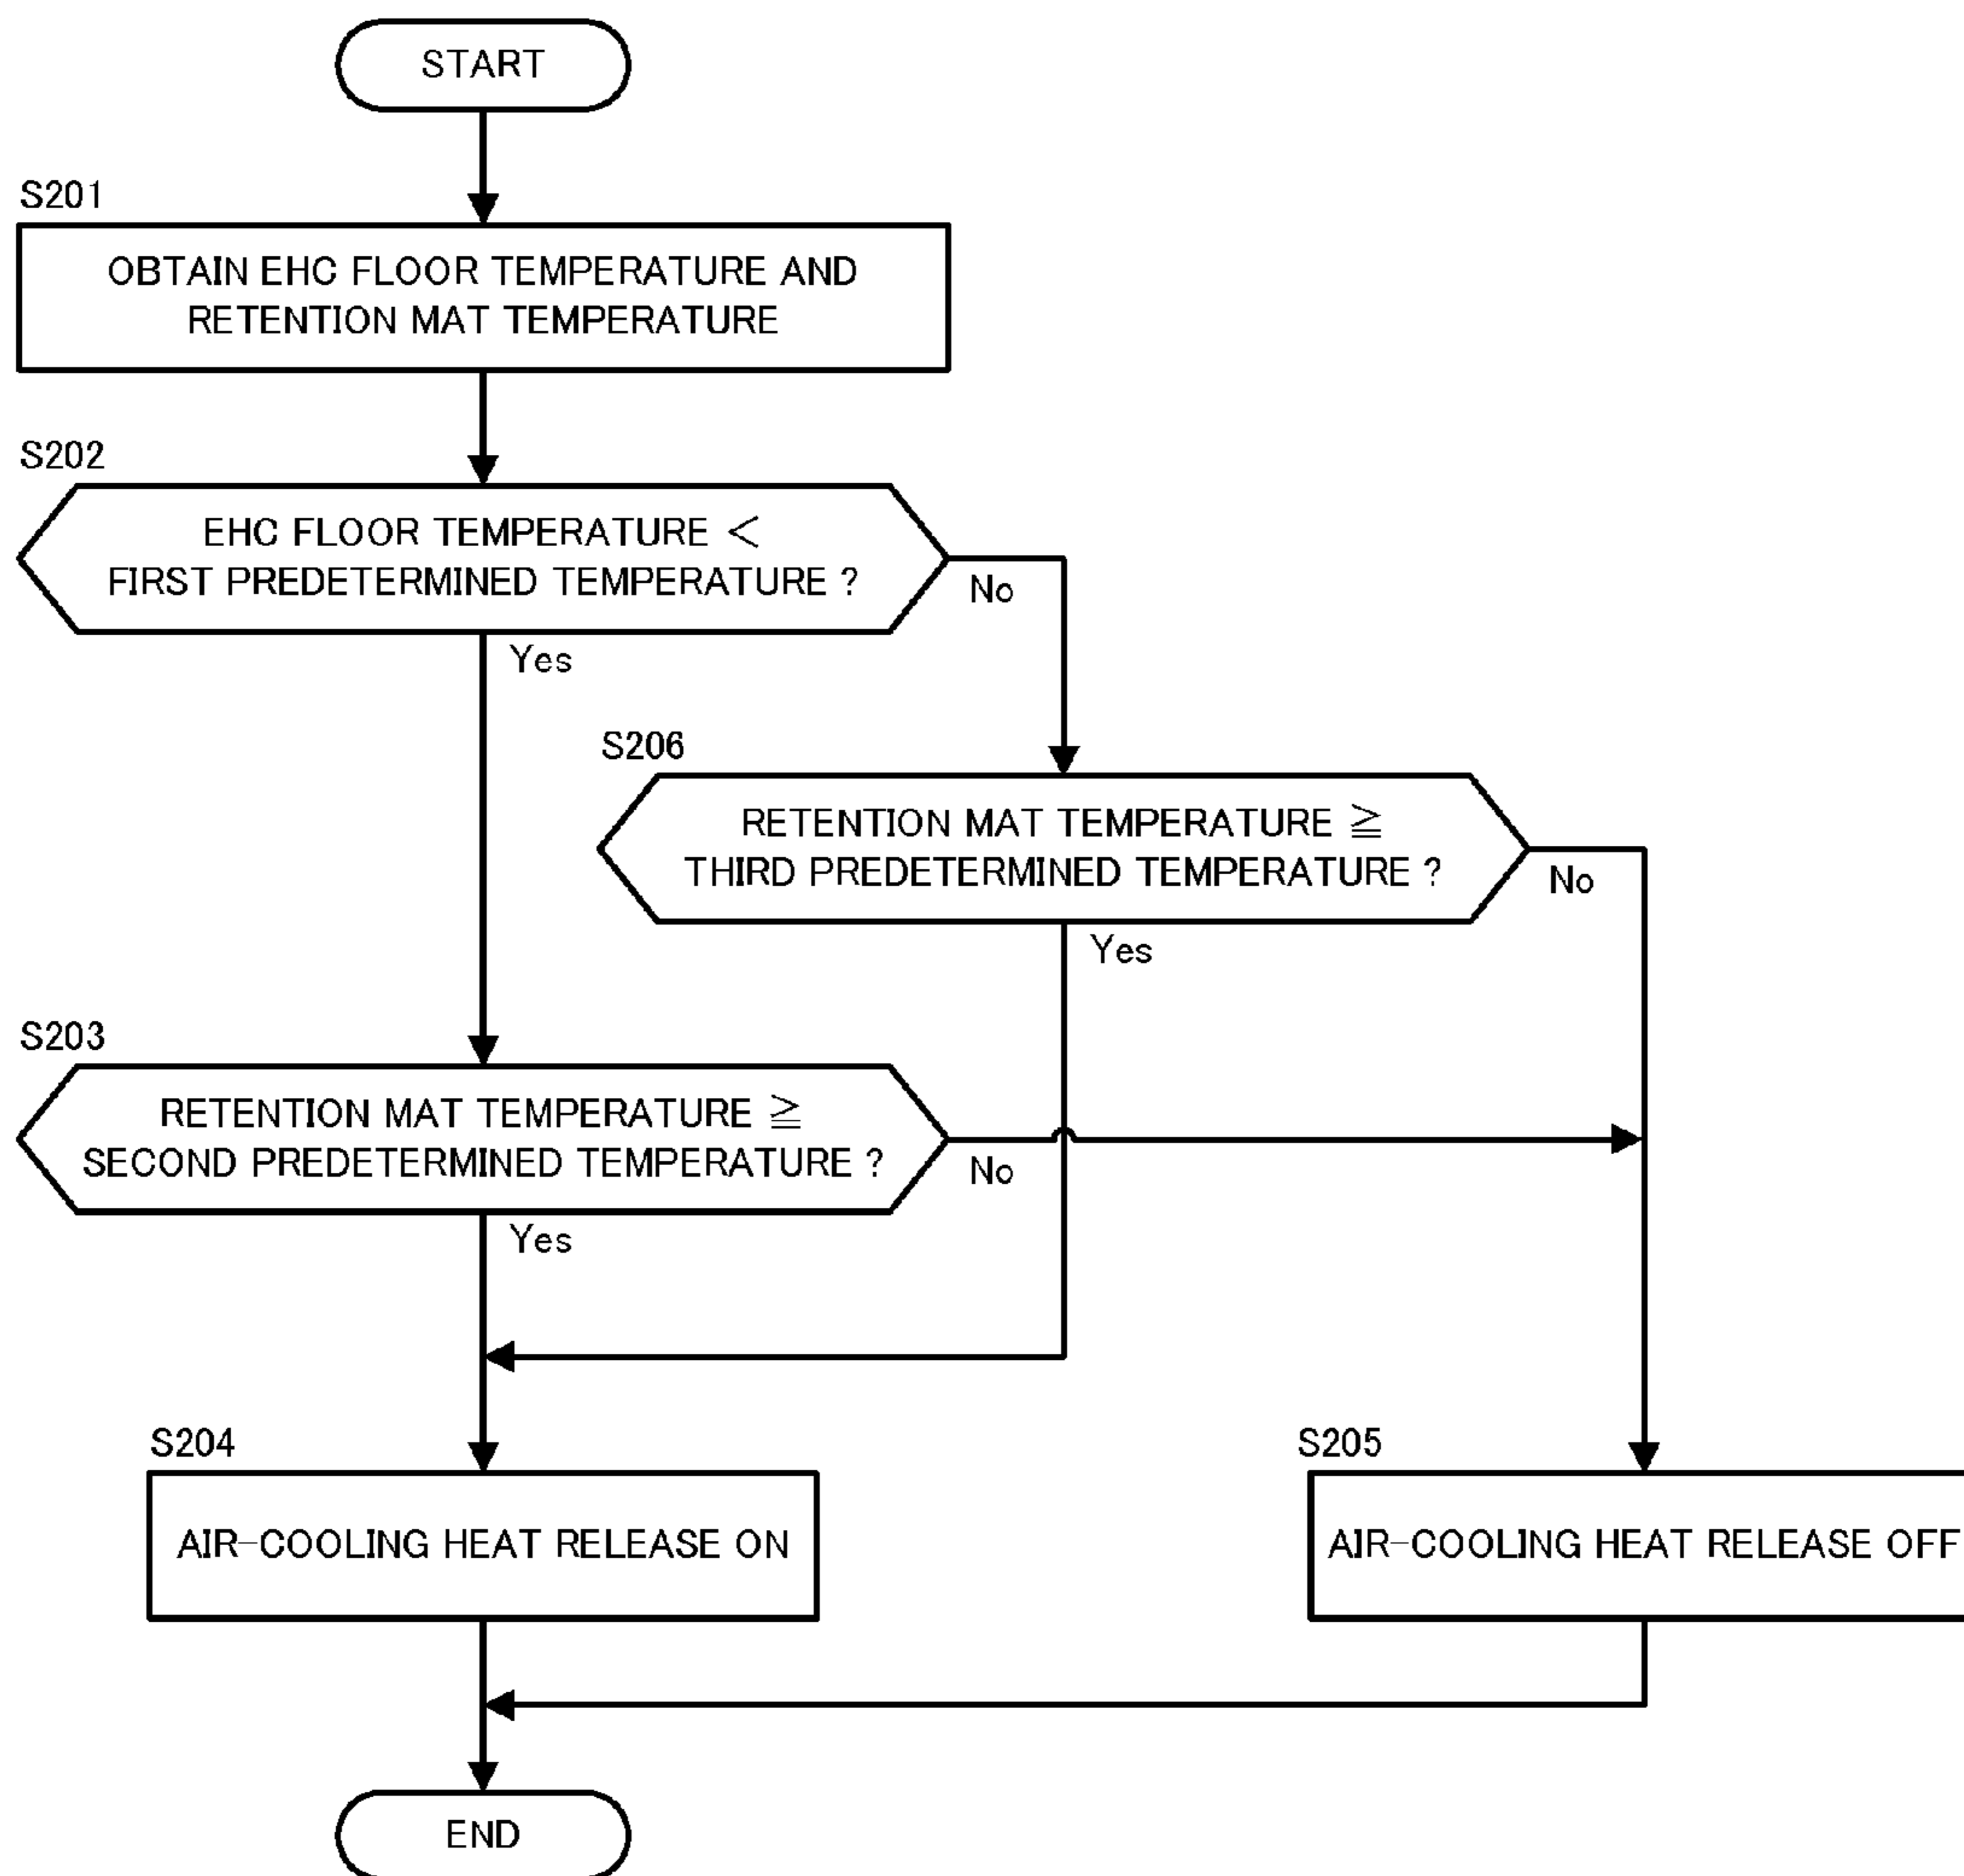 START
S201
OBTAIN EHC FLOOR TEMPERATURE AND
RETENTION MAT TEMPERATURE
S202
EHC FLOOR TEMPERATURE <
FIRST PREDETERMINED TEMPERATURE ?
No
Yes
S206
RETENTION MAT TEMPERATURE ≧
THIRD PREDETERMINED TEMPERATURE ?
No
Yes
S203
RETENTION MAT TEMPERATURE ≧
SECOND PREDETERMINED TEMPERATURE ?
No
Yes
S204
AIR-COOLING HEAT RELEASE ON
S205
AIR-COOLING HEAT RELEASE OFF
END